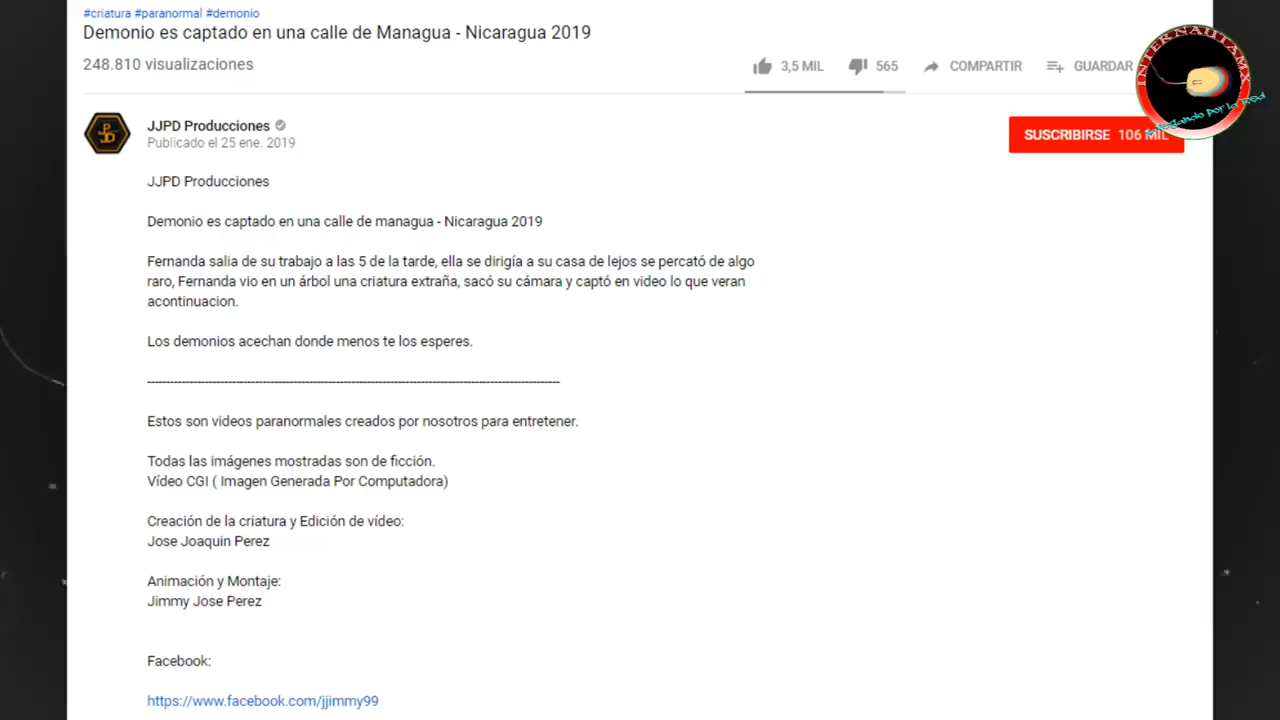 #criatura #paranormal #demonio
Demonio es captado en una calle de Managua - Nicaragua 2019
248.810 visualizaciones
3,5 MIL
565
COMPARTIR
GUARDAR
INTERNAUTAMX
JJPD Producciones
Publicado el 25 ene. 2019
SUSCRIBIRSE 106 MIL
JJPD Producciones
Demonio es captado en una calle de managua - Nicaragua 2019
Fernanda salia de su trabajo a las 5 de la tarde, ella se dirigía a su casa de lejos se percató de algo
raro, Fernanda vio en un árbol una criatura extraña, sacó su cámara y captó en video lo que veran
acontinuacion.
Los demonios acechan donde menos te los esperes.
Estos son videos paranormales creados por nosotros para entretener.
Todas las imágenes mostradas son de ficción.
Vídeo CGI ( Imagen Generada Por Computadora)
Creación de la criatura y Edición de vídeo:
Jose Joaquin Perez
Animación y Montaje:
Jimmy Jose Perez
Facebook:
https://www.facebook.com/jjimmy99